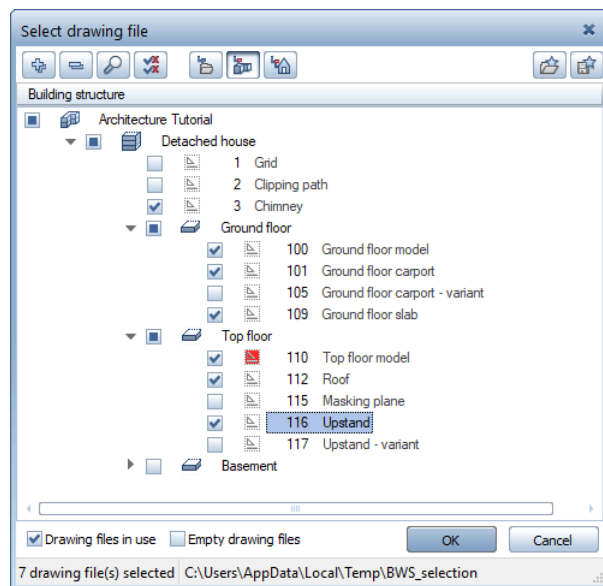 Select drawing file
Building structure
Architecture Tutorial
Detached house
1 Grid
2 Clipping path
3 Chimney
Ground floor
100 Ground floor model
101 Ground floor carport
105 Ground floor carport - variant
109 Ground floor slab
Top floor
110 Top floor model
112 Roof
115 Masking plane
116 Upstand
117 Upstand - variant
Basement
Drawing files in use Empty drawing files OK Cancel
7 drawing file(s) selected C:\Users\AppData\Local\Temp\BWS_selection